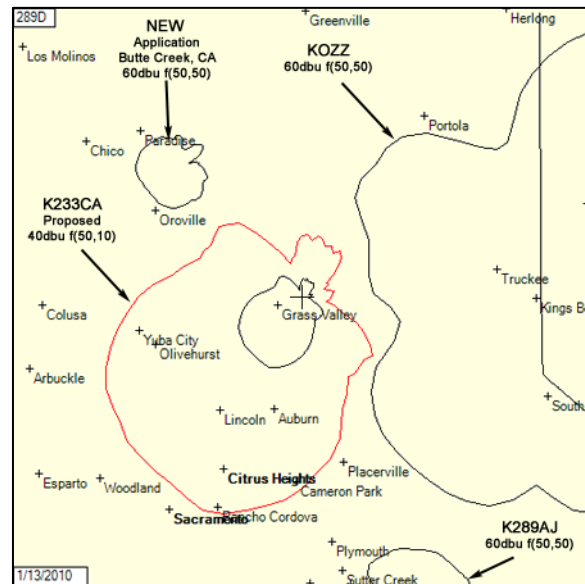 289D
NEW
Application
Butte Creek, CA
60dbu f(50,50)
Greenville
Herlong
Los Molinos
KOZZ
60dbu f(50,50)
Portola
Paradise
Chico
K233CA
Proposed
40dbu f(50,10)
Oroville
Truckee
Kings Be
Colusa
Grass Valley
Yuba City
Olivehurst
Arbuckle
South
Lincoln
Auburn
Esparto
Woodland
Citrus Heights
Placerville
Cameron Park
Sacramento
Rancho Cordova
K289AJ
60dbu f(50,50)
Plymouth
Sutter Creek
1/13/2010